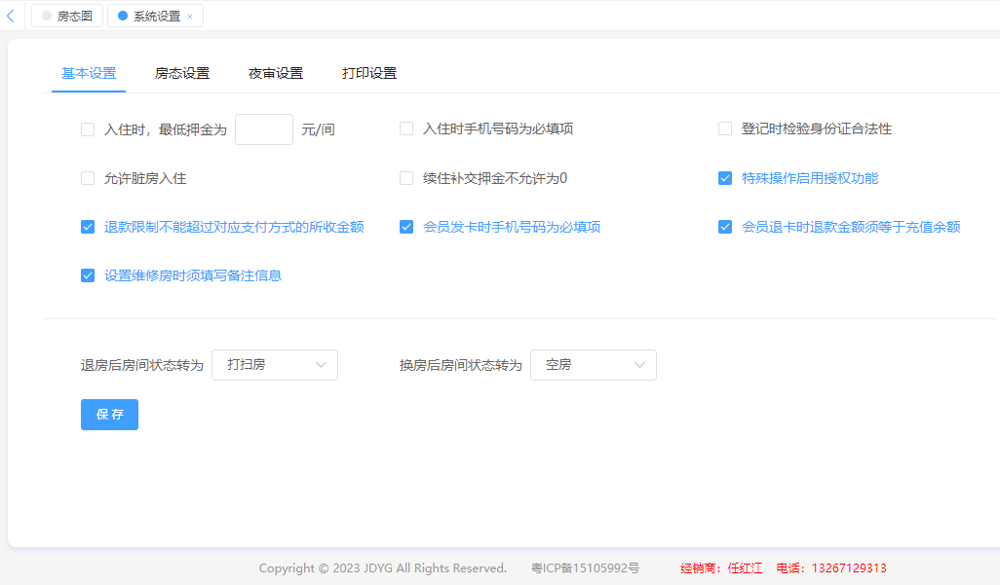 房态图 系统设置 ×
基本设置 房态设置 夜审设置 打印设置
入住时，最低押金为 元/间 入住时手机号码为必填项 登记时检验身份证合法性
允许脏房入住 续住补交押金不允许为0 特殊操作启用授权功能
退款限制不能超过对应支付方式的所收金额 会员发卡时手机号码为必填项 会员退卡时退款金额须等于充值余额
设置维修房时须填写备注信息
退房后房间状态转为 打扫房 换房后房间状态转为 空房
保存
Copyright © 2023 JDYG All Rights Reserved. 粤ICP备15105992号 经销商：任红江 电话：13267129313